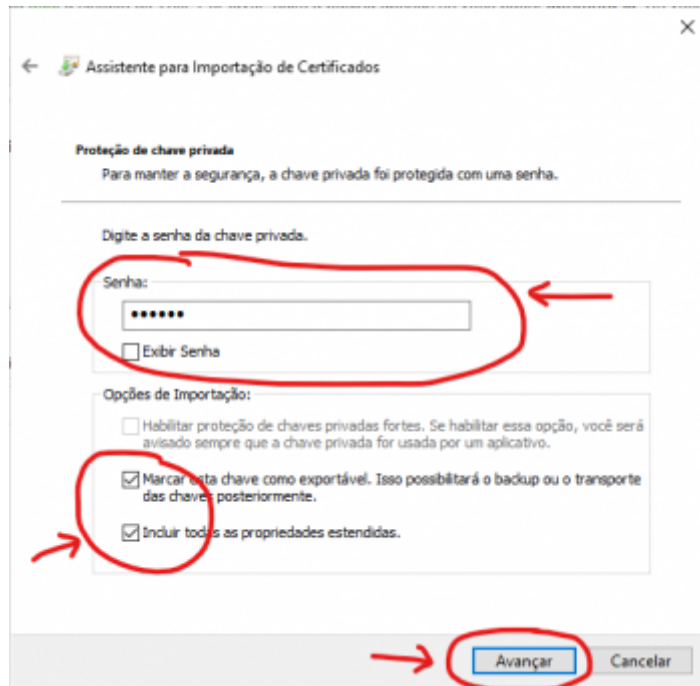 Assistente para Importação de Certificados
Proteção de chave privada
Para manter a segurança, a chave privada foi protegida com uma senha.
Digite a senha da chave privada.
Senha:
••••••
Exibir Senha
Opções de Importação:
Habilitar proteção de chaves privadas fortes. Se habilitar essa opção, você será
avisado sempre que a chave privada for usada por um aplicativo.
Marcar esta chave como exportável. Isso possibilitará o backup ou o transporte
das chaves posteriormente.
Incluir todas as propriedades estendidas.
Avançar Cancelar